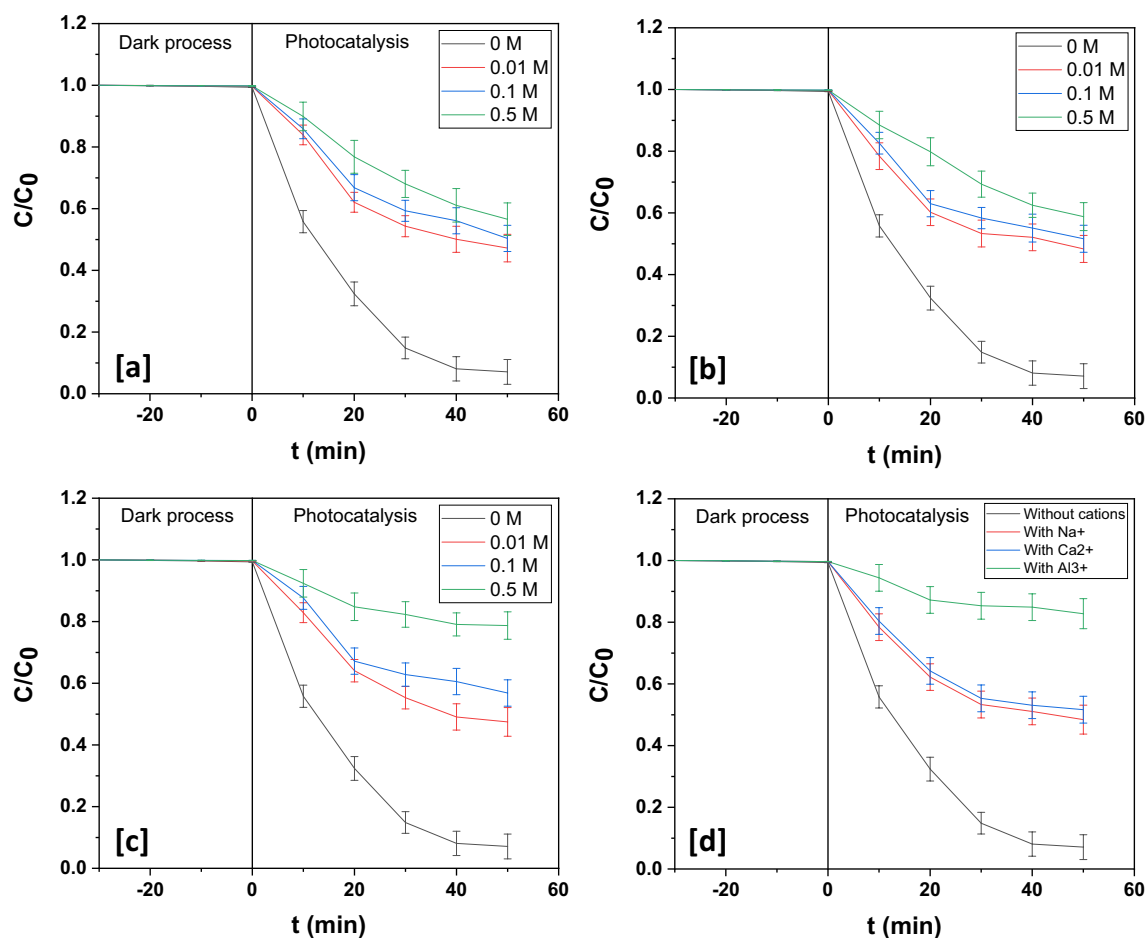 1.2
Dark process
Photocatalysis
0 M
0.01 M
0.1 M
0.5 M
1.0
0.8
0.6
0.4
0.2
0.0
C/C0
[a]
-20
0
20
40
60
t (min)
1.2
0 M
0.01 M
0.1 M
0.5 M
1.0
0.8
0.6
0.4
0.2
0.0
C/C0
[b]
-20
0
20
40
60
t (min)
1.2
Dark process
Photocatalysis
0 M
0.01 M
0.1 M
0.5 M
1.0
0.8
0.6
0.4
0.2
0.0
C/C0
[c]
-20
0
20
40
60
t (min)
1.2
Dark process
Photocatalysis
Without cations
With Na+
With Ca2+
With Al3+
1.0
0.8
0.6
0.4
0.2
0.0
C/C0
[d]
-20
0
20
40
60
t (min)